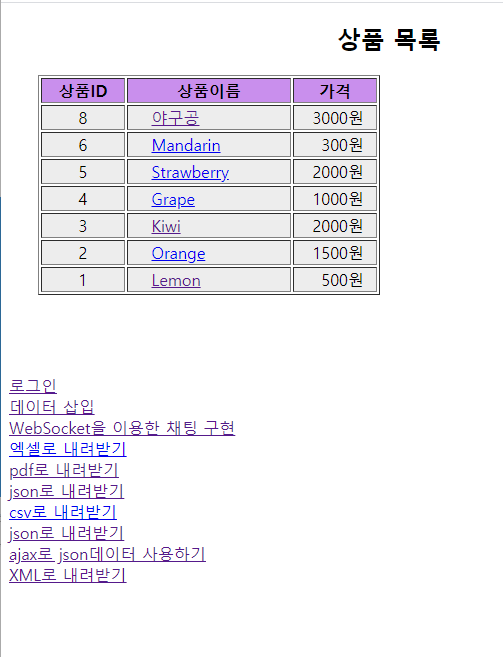 상품 목록
상품ID 상품이름 가격
8 야구공 3000원
6 Mandarin 300원
5 Strawberry 2000원
4 Grape 1000원
3 Kiwi 2000원
2 Orange 1500원
1 Lemon 500원
로그인
데이터 삽입
WebSocket을 이용한 채팅 구현
엑셀로 내려받기
pdf로 내려받기
json로 내려받기
csv로 내려받기
json로 내려받기
ajax로 json데이터 사용하기
XML로 내려받기